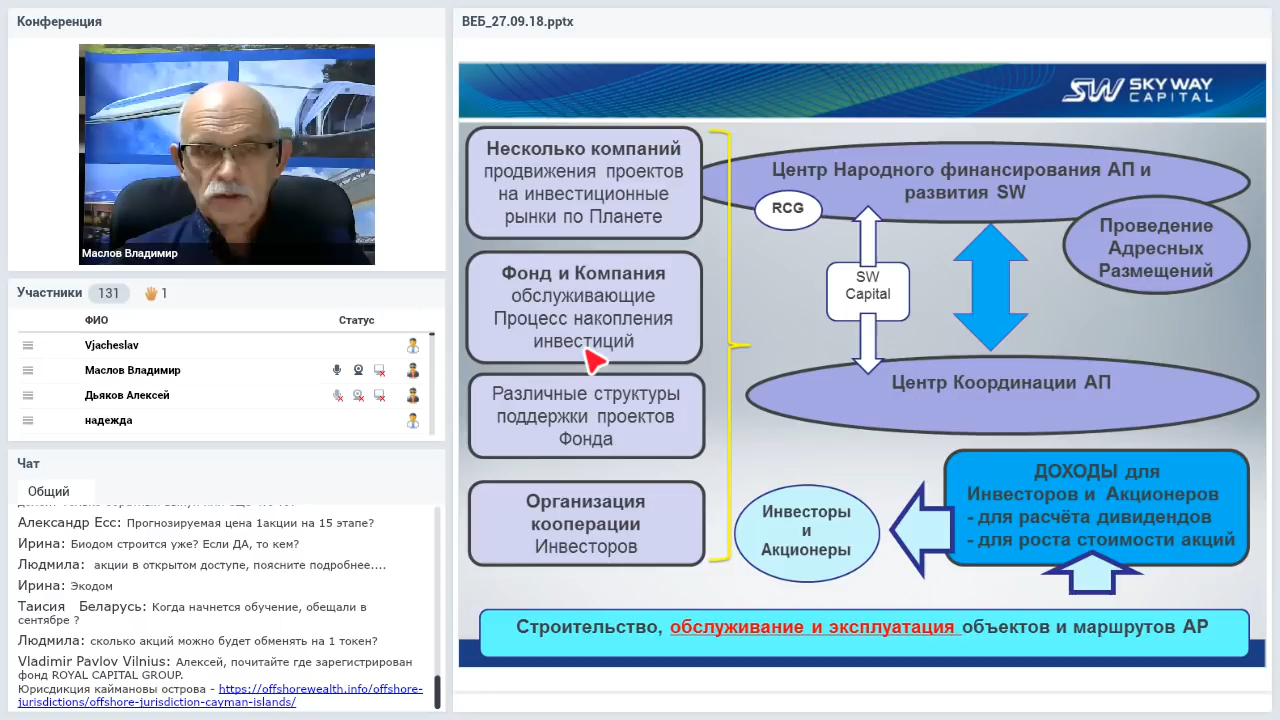 Конференция
Маслов Владимир
Участники 131 1
ФИО Статус
Vjacheslav
Маслов Владимир
Дьяков Алексей
надежда
Чат
Общий
Александр Есс: Прогнозируемая цена 1акции на 15 этапе?
Ирина: Биодом строится уже? Если ДА, то кем?
Людмила: акции в открытом доступе, поясните подробнее....
Ирина: Экодом
Таисия Беларусь: Когда начнется обучение, обещали в
сентябре ?
Людмила: сколько акций можно будет обменять на 1 токен?
Vladimir Pavlov Vilnius: Алексей, почитайте где зарегистрирован
фонд ROYAL CAPITAL GROUP.
Юрисдикция каймановы острова - https://offshorewealth.info/offshore-
jurisdictions/offshore-jurisdiction-cayman-islands/
ВЕБ_27.09.18.pptx
SW SKY WAY
CAPITAL
Несколько компаний
продвижения проектов
на инвестиционные
рынки по Планете
Фонд и Компания
обслуживающие
Процесс накопления
инвестиций
Различные структуры
поддержки проектов
Фонда
Организация
кооперации
Инвесторов
Центр Народного финансирования АП и
развития SW
RCG
Проведение
Адресных
Размещений
SW
Capital
Центр Координации АП
Инвесторы
и
Акционеры
ДОХОДЫ для
Инвесторов и Акционеров
- для расчёта дивидендов
- для роста стоимости акций
Строительство, обслуживание и эксплуатация объектов и маршрутов АР